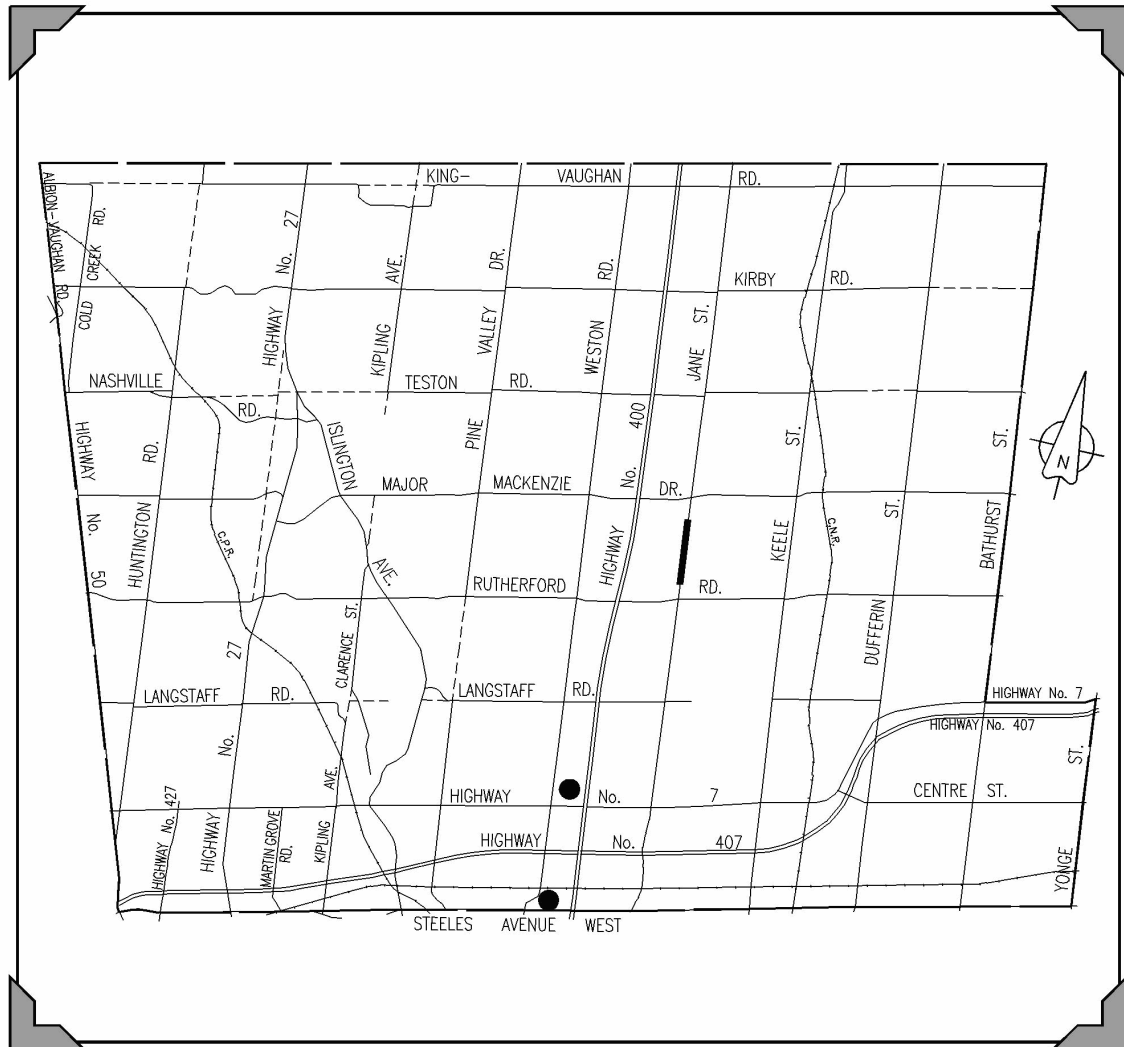 KING- VAUGHAN RD.
ALBION-VAUGHAN RD.
COLD CREEK RD.
HIGHWAY No. 27
KIPLING AVE.
PINE VALLEY DR.
WESTON RD.
JANE ST.
KIRBY RD.
NASHVILLE RD.
TESTON RD.
ISLINGTON AVE.
HIGHWAY No. 400
KEELE ST.
C.N.R.
DUFFERIN ST.
BATHURST ST.
N
HIGHWAY No. 50
HUNTINGTON RD.
C.P.R.
MAJOR MACKENZIE DR.
RUTHERFORD RD.
CLARENCE ST.
LANGSTAFF RD.
LANGSTAFF RD.
HIGHWAY No. 7
HIGHWAY No. 407
HIGHWAY No. 27
KIPLING AVE.
HIGHWAY No. 7
CENTRE ST.
HIGHWAY No. 427
MARTIN GROVE RD.
HIGHWAY No. 407
YONGE ST.
STEELES AVENUE WEST